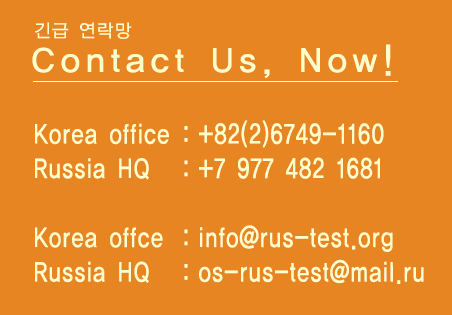 긴급 연락망
Contact Us, Now!
Korea office : +82(2)6749-1160
Russia HQ : +7 977 482 1681
Korea offce : info@rus-test.org
Russia HQ : os-rus-test@mail.ru